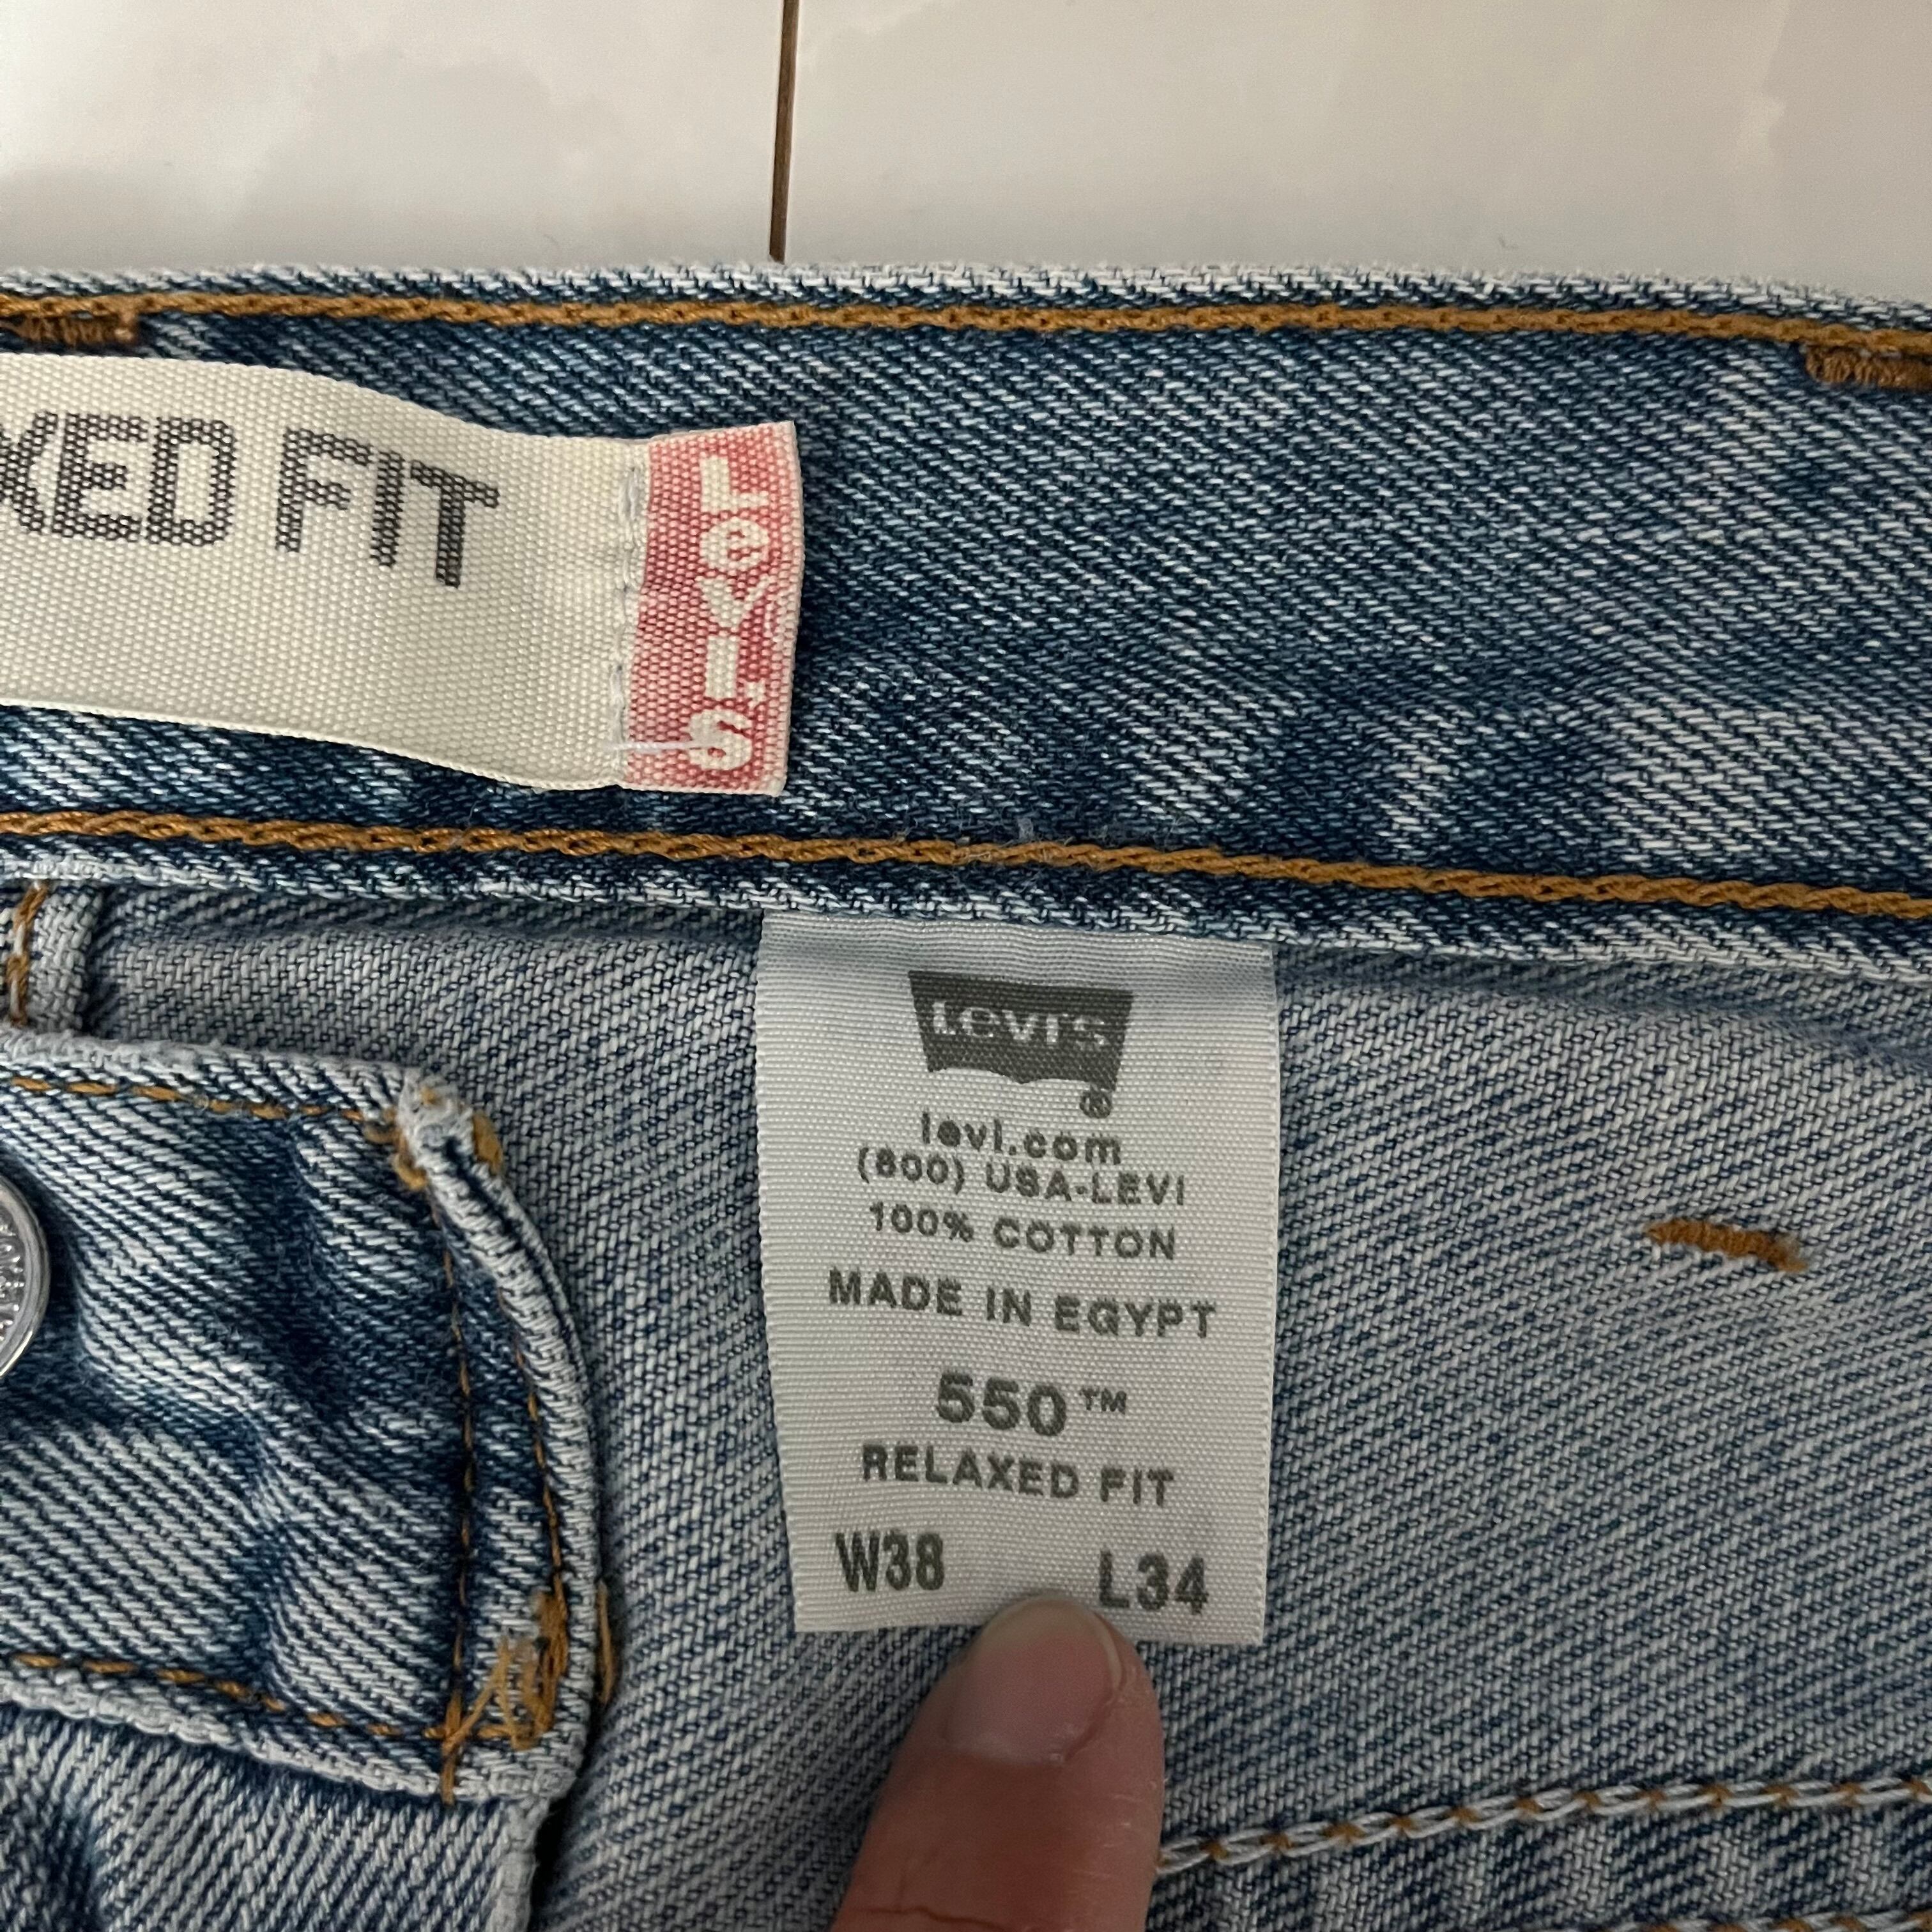 XED FIT
Levi's
Levi's
®
levi.com
(800) USA-LEVI
100% COTTON
MADE IN EGYPT
550™
RELAXED FIT
W38 L34